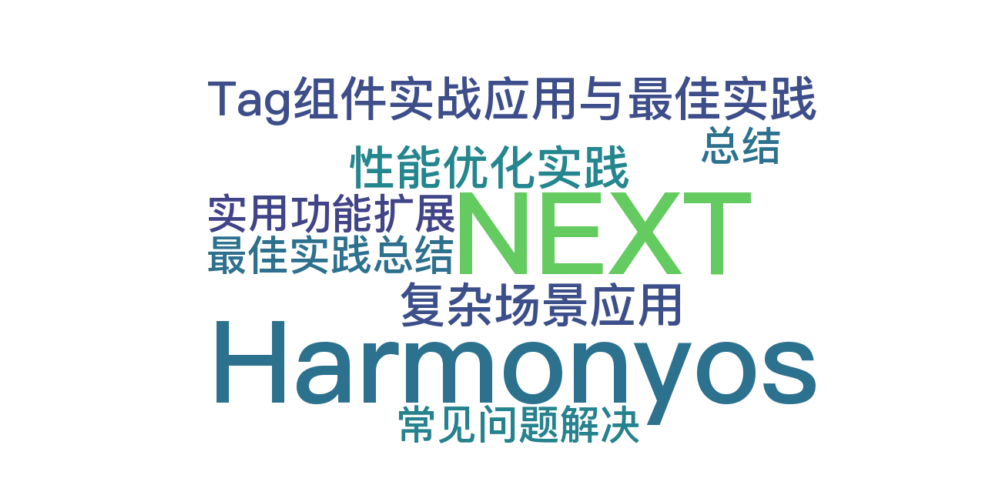 Tag组件实战应用与最佳实践
总结
性能优化实践
实用功能扩展
NEXT
最佳实践总结
复杂场景应用
Harmonyos
常见问题解决